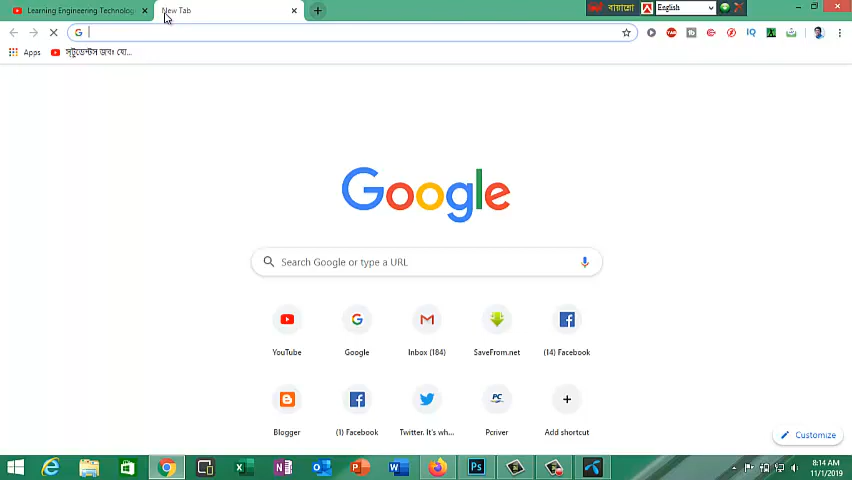 Learning Engineering Technolog
New Tab
বায়ান্নো
English
Apps
স্টুডেন্টস জবঃ যো...
IQ
Google
Search Google or type a URL
YouTube
Google
Inbox (184)
SaveFrom.net
(14) Facebook
Blogger
(1) Facebook
Twitter. It's wh...
Pcriver
Add shortcut
Customize
8:14 AM
11/1/2019